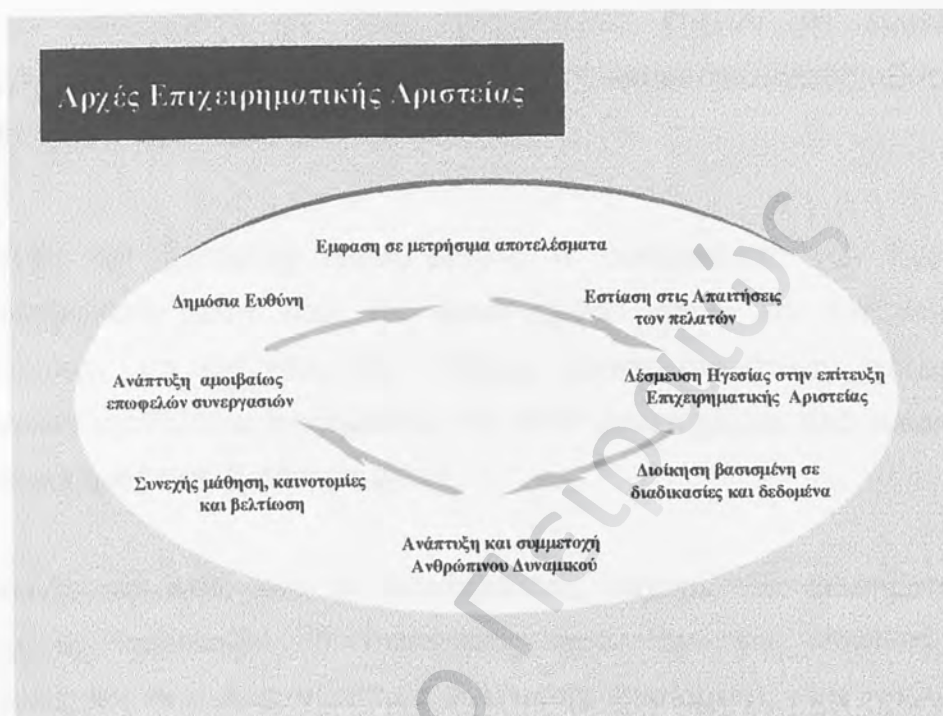 Αρχές Επιχειρηματικής Αριστείας
Εμφαση σε μετρήσιμα αποτελέσματα
Δημόσια Ευθύνη
Εστίαση στις Απαιτήσεις
των πελατών
Ανάπτυξη αμοιβαίως
επωφελών συνεργασιών
Δέσμευση Ηγεσίας στην επίτευξη
Επιχειρηματικής Αριστείας
Συνεχής μάθηση, καινοτομίες
και βελτίωση
Διοίκηση βασισμένη σε
διαδικασίες και δεδομένα
Ανάπτυξη και συμμετοχή
Ανθρώπινου Δυναμικού
ο Πειραιώς